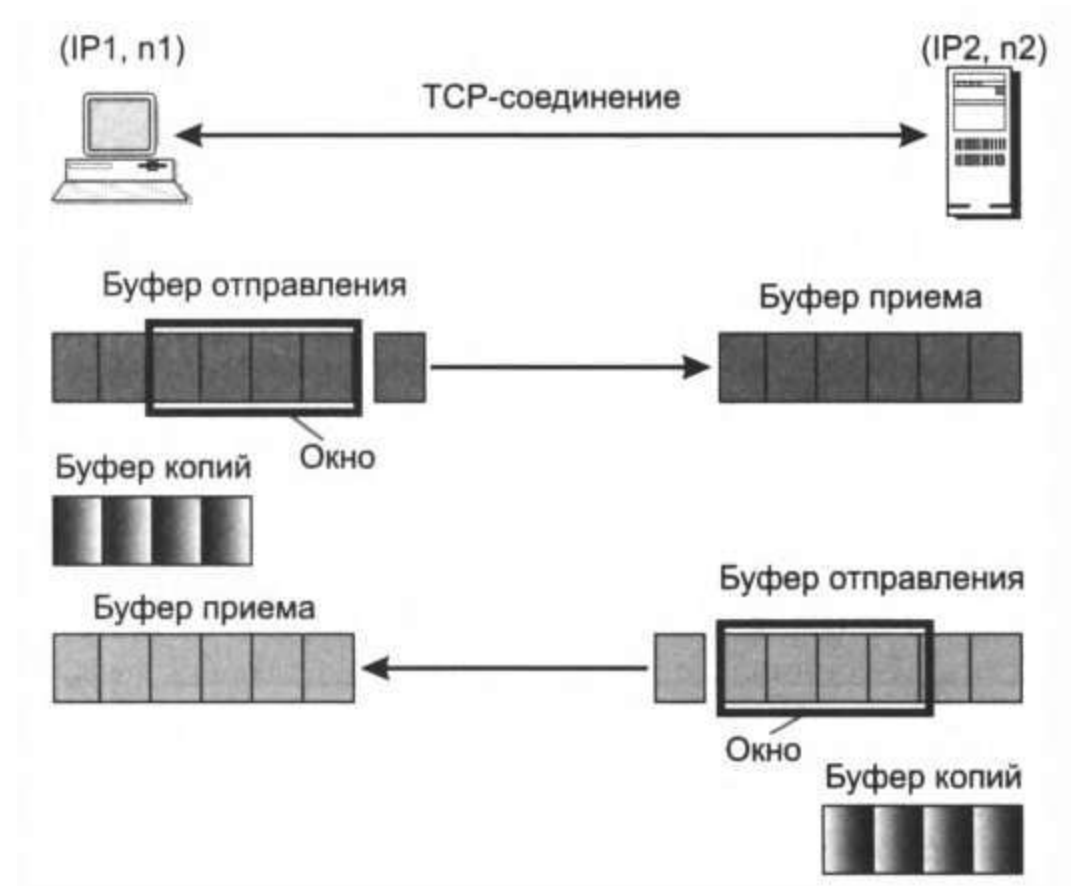 (IP1, n1)
(IP2, n2)
TCP-соединение
Буфер отправления
Буфер приема
Окно
Буфер копий
Буфер отправления
Буфер приема
Окно
Буфер копий